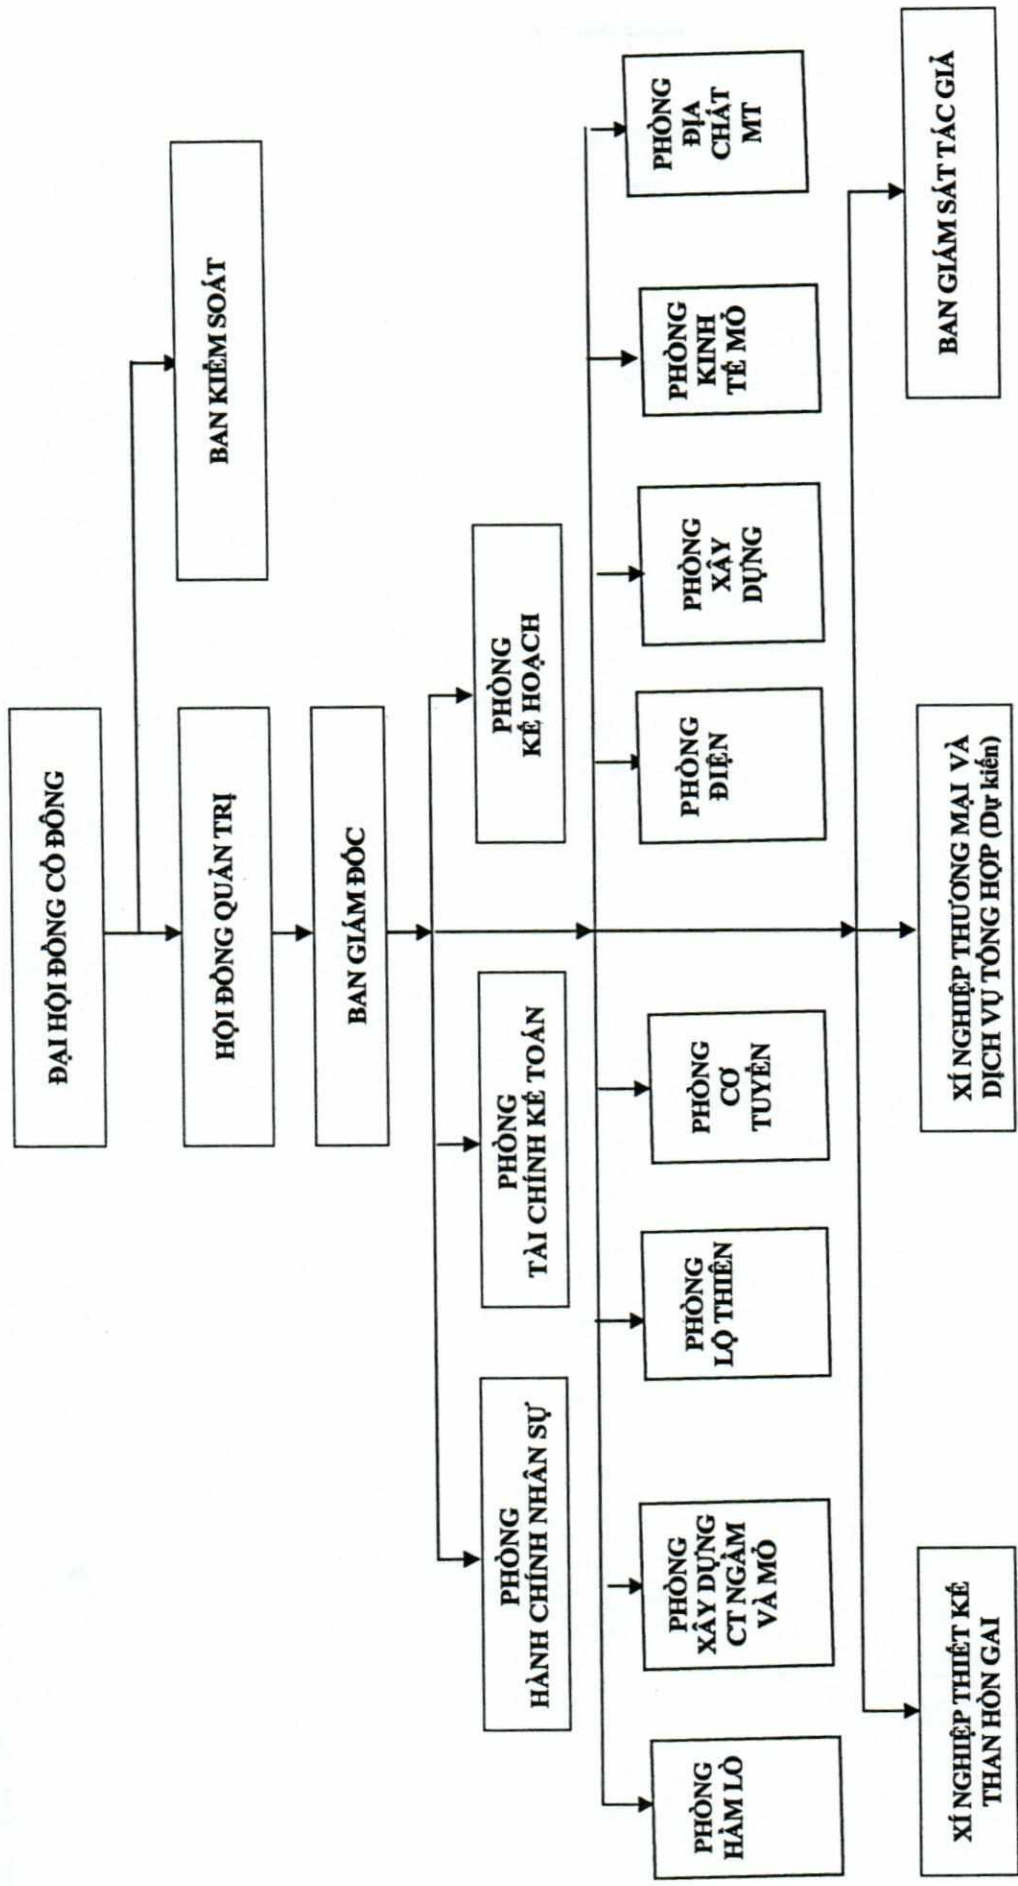 ĐẠI HỘI ĐỒNG CỔ ĐÔNG
BAN KIỂM SOÁT
HỘI ĐỒNG QUẢN TRỊ
BAN GIÁM ĐỐC
PHÒNG
HÀNH CHÍNH NHÂN SỰ
PHÒNG
TÀI CHÍNH KẾ TOÁN
PHÒNG
KẾ HOẠCH
PHÒNG
HẦM LÒ
PHÒNG
XÂY DỰNG
CT NGẦM
VÀ MỎ
PHÒNG
LỘ THIÊN
PHÒNG
CƠ
TUYỂN
PHÒNG
ĐIỆN
PHÒNG
XÂY
DỰNG
PHÒNG
KINH
TẾ MỎ
PHÒNG
ĐỊA
CHẤT
MT
XÍ NGHIỆP THIẾT KẾ
THAN HÒN GAI
XÍ NGHIỆP THƯƠNG MẠI VÀ
DỊCH VỤ TỔNG HỢP (Dự kiến)
BAN GIÁM SÁT TÁC GIẢ